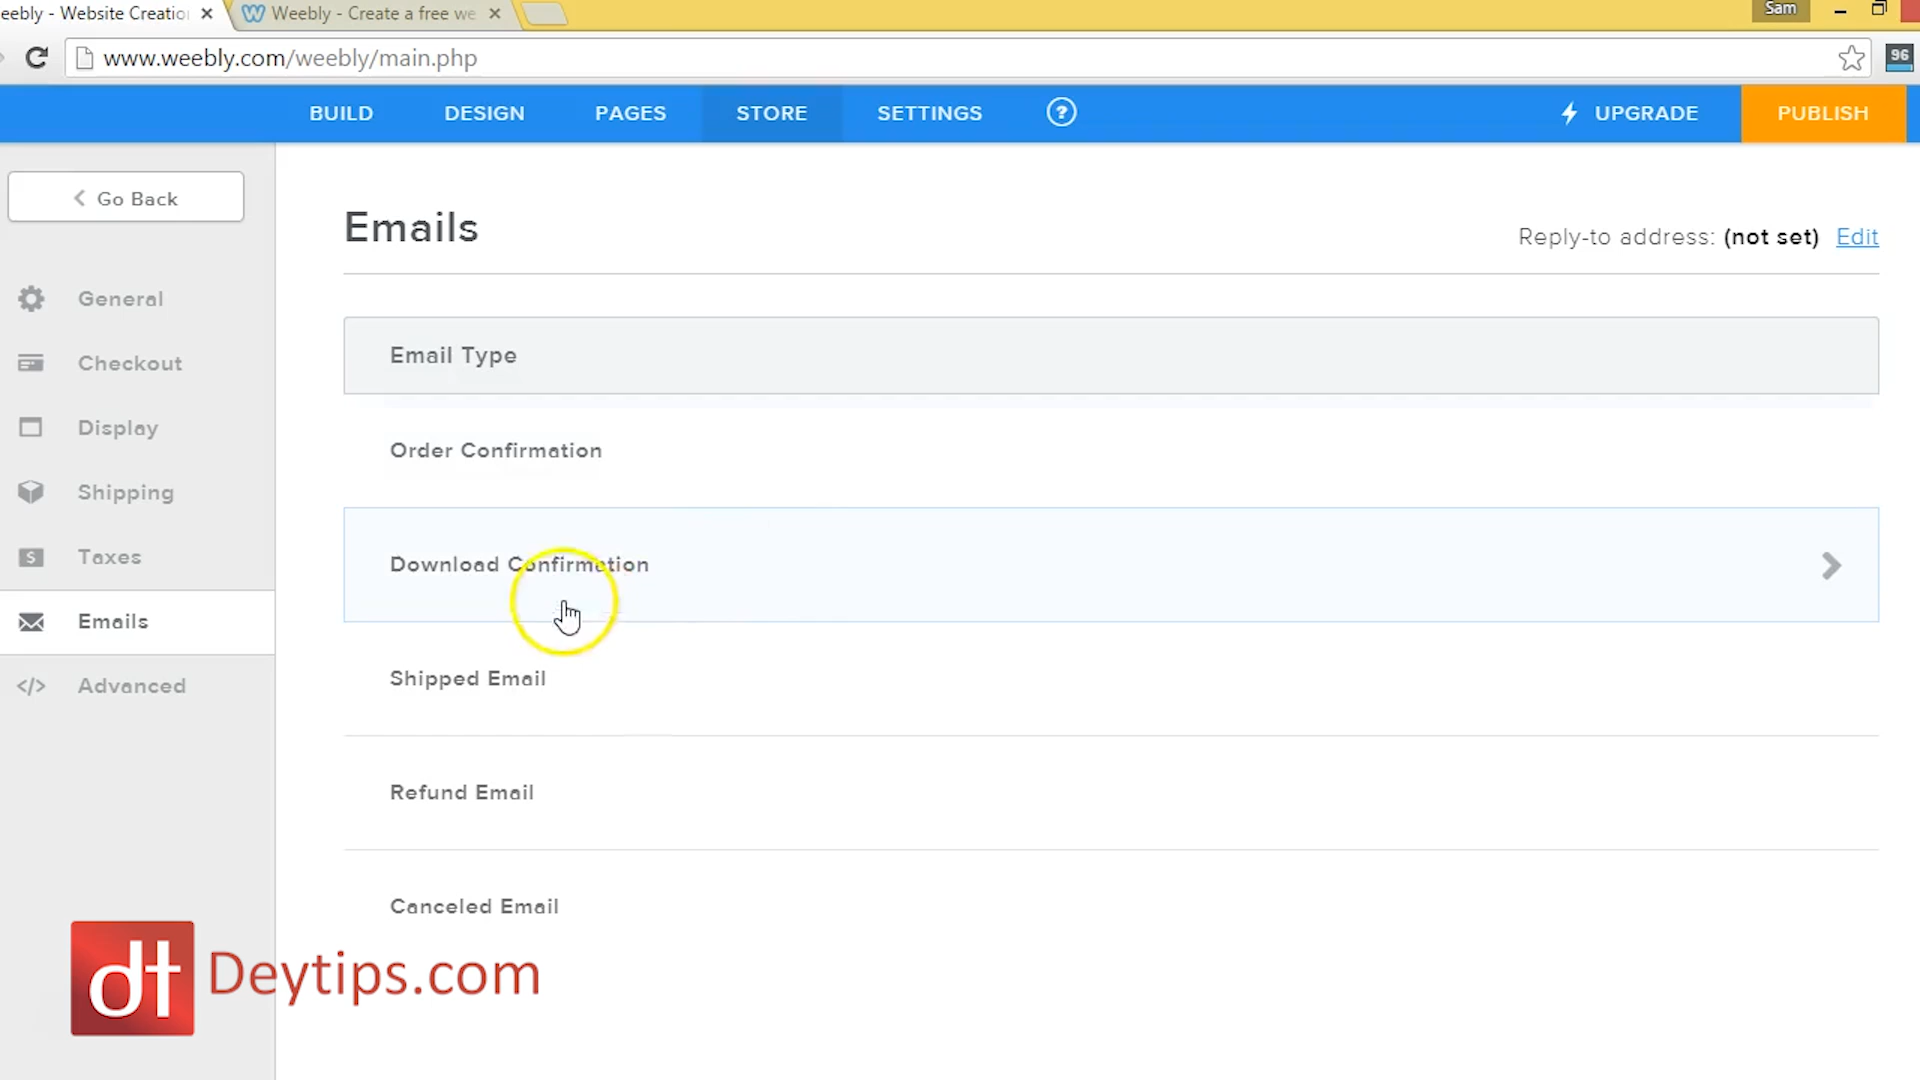 eebly - Website Creatio
Weebly - Create a free we
Sam
www.weebly.com/weebly/main.php
96
BUILD
DESIGN
PAGES
STORE
SETTINGS
?
UPGRADE
PUBLISH
Go Back
Emails
Reply-to address: (not set) Edit
General
Checkout
Display
Shipping
Taxes
Emails
Advanced
Email Type
Order Confirmation
Download Confirmation
Shipped Email
Refund Email
Canceled Email
dt Deytips.com